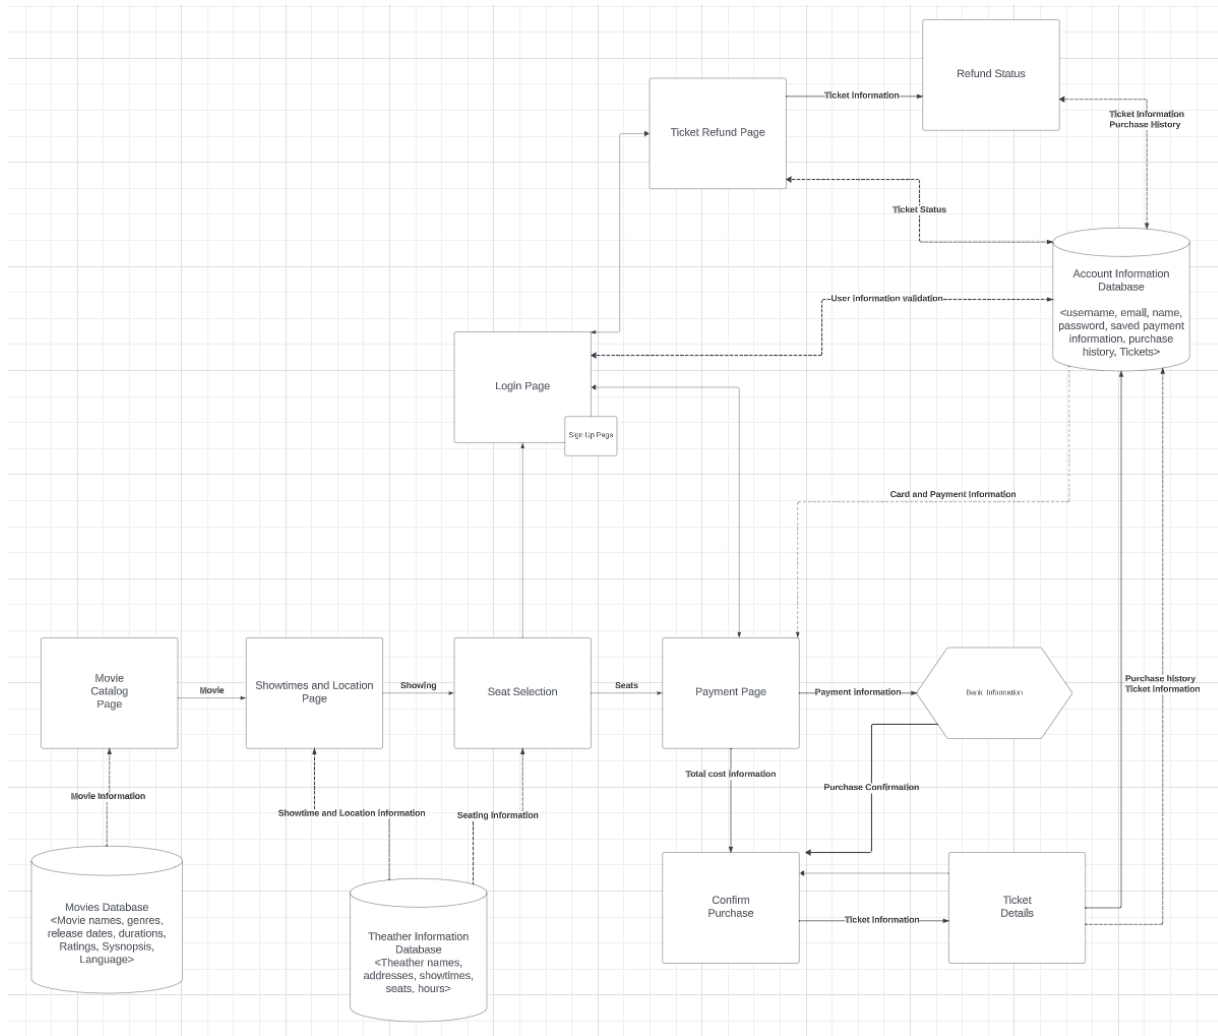 Refund Status
Ticket Information
Ticket Refund Page
Ticket Information
Purchase History
Ticket Status
Account Information
Database
<username, email, name,
password, saved payment
information, purchase
history, Tickets>
User information validation
Login Page
Sign Up Page
Card and Payment Information
Movie
Catalog
Page
Movie
Showtimes and Location
Page
Showing
Seat Selection
Seats
Payment Page
Payment information
Bank Information
Purchase history
Ticket Information
Total cost information
Purchase Confirmation
Movie Information
Showtime and Location information
Seating Information
Movies Database
<Movie names, genres,
release dates, durations,
Ratings, Sysnopsis,
Language>
Theather Information
Database
<Theather names,
addresses, showtimes,
seats, hours>
Confirm
Purchase
Ticket Information
Ticket
Details